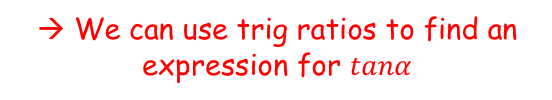 → We can use trig ratios to find an
expression for 𝑡𝑎𝑛𝛼